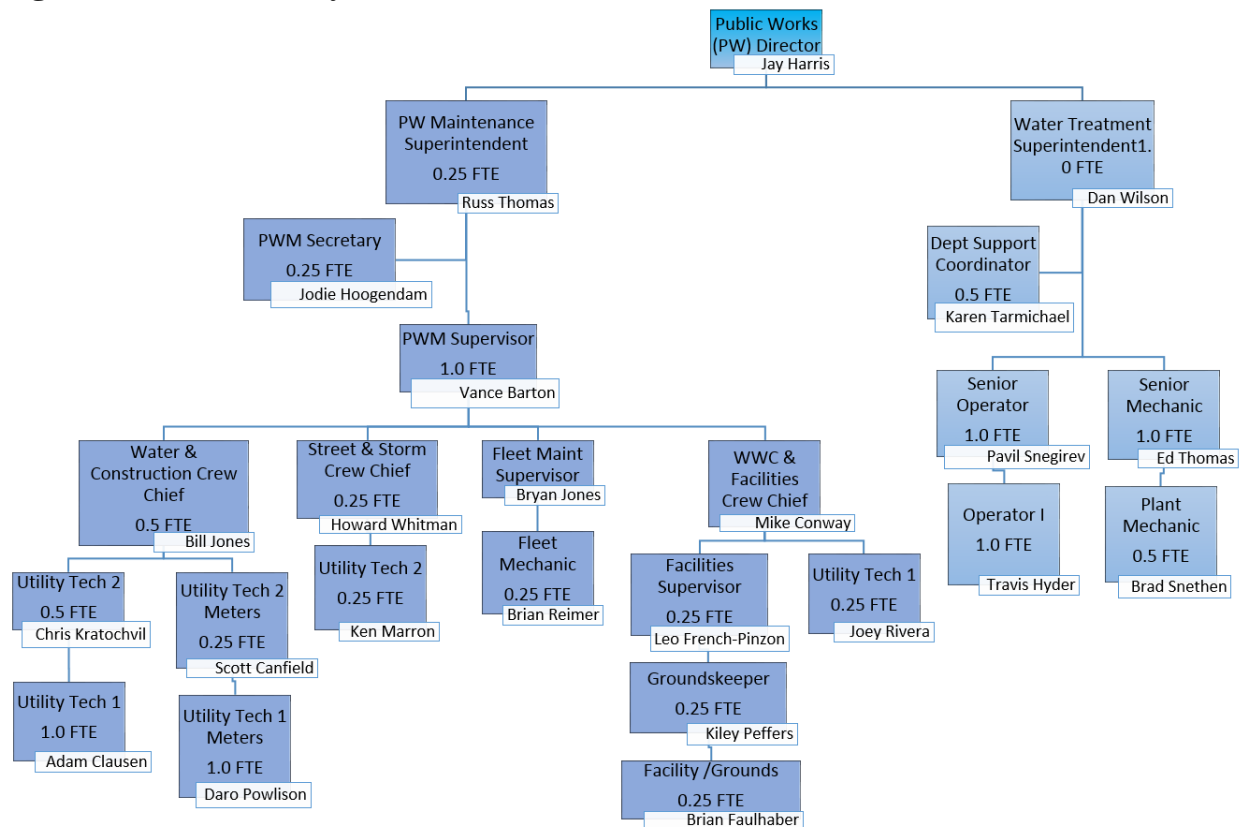 Public Works
(PW) Director
Jay Harris
PW Maintenance
Superintendent
0.25 FTE
Russ Thomas
Water Treatment
Superintendent1.
0 FTE
Dan Wilson
PWM Secretary
0.25 FTE
Jodie Hoogendam
Dept Support
Coordinator
0.5 FTE
Karen Tarmichael
PWM Supervisor
1.0 FTE
Vance Barton
Senior
Operator
1.0 FTE
Pavil Snegirev
Senior
Mechanic
1.0 FTE
Ed Thomas
Water &
Construction Crew
Chief
0.5 FTE
Bill Jones
Street & Storm
Crew Chief
0.25 FTE
Howard Whitman
Fleet Maint
Supervisor
Bryan Jones
WWC &
Facilities
Crew Chief
Mike Conway
Operator I
1.0 FTE
Travis Hyder
Plant
Mechanic
0.5 FTE
Brad Snethen
Utility Tech 2
0.5 FTE
Chris Kratochvil
Utility Tech 2
Meters
0.25 FTE
Scott Canfield
Utility Tech 2
0.25 FTE
Ken Marron
Fleet
Mechanic
0.25 FTE
Brian Reimer
Facilities
Supervisor
0.25 FTE
Leo French-Pinzon
Utility Tech 1
0.25 FTE
Joey Rivera
Utility Tech 1
1.0 FTE
Adam Clausen
Utility Tech 1
Meters
1.0 FTE
Daro Powlison
Groundskeeper
0.25 FTE
Kiley Peffers
Facility /Grounds
0.25 FTE
Brian Faulhaber